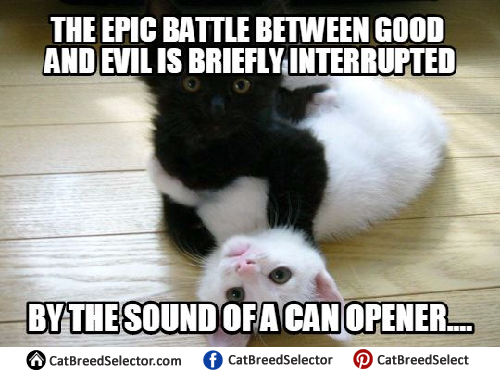 THE EPIC BATTLE BETWEEN GOOD
AND EVIL IS BRIEFLY INTERRUPTED
BY THE SOUND OF A CAN OPENER....
CatBreedSelector.com CatBreedSelector CatBreedSelect